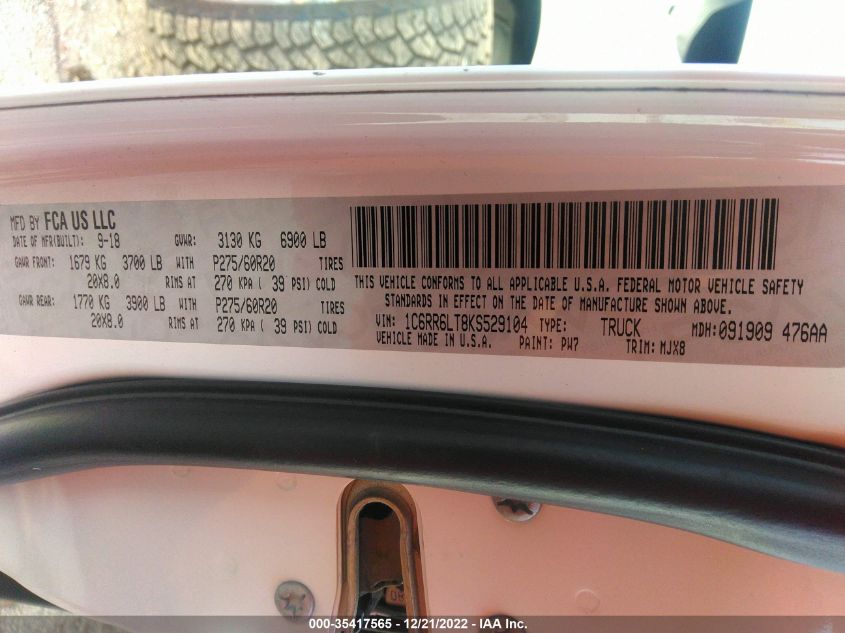 MFD BY FCA US LLC
DATE OF MFR(BUILT): 9-18 GVWR: 3130 KG 6900 LB
GAWR FRONT: 1679 KG 3700 LB WITH P275/60R20 TIRES
20X8.0 RIMS AT 270 KPA ( 39 PSI) COLD
GAWR REAR: 1770 KG 3900 LB WITH P275/60R20 TIRES
20X8.0 RIMS AT 270 KPA ( 39 PSI) COLD
THIS VEHICLE CONFORMS TO ALL APPLICABLE U.S.A. FEDERAL MOTOR VEHICLE SAFETY
STANDARDS IN EFFECT ON THE DATE OF MANUFACTURE SHOWN ABOVE.
VIN: 1C6RR6LT8KS529104 TYPE: TRUCK MDH: 091909 476AA
VEHICLE MADE IN U.S.A. PAINT: PW7 TRIM: MJX8
000-35417565 - 12/21/2022 - IAA Inc.